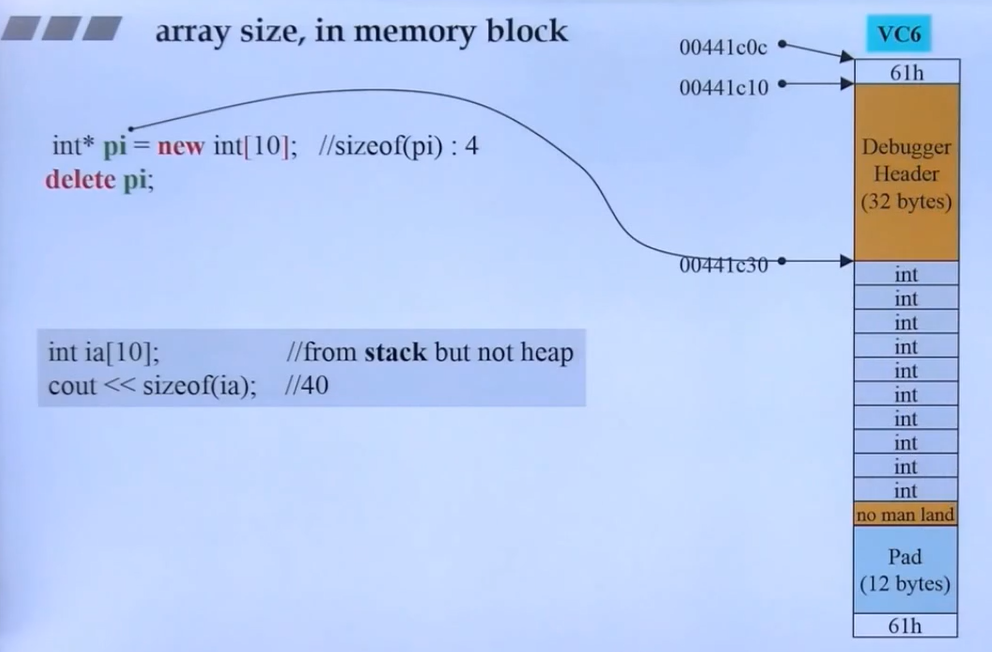 array size, in memory block
int* pi = new int[10];   //sizeof(pi) : 4
delete pi;
int ia[10];   //from stack but not heap
cout << sizeof(ia);   //40
VC6
00441c0c
61h
00441c10
Debugger
Header
(32 bytes)
00441c30
int
int
int
int
int
int
int
int
int
int
no man land
Pad
(12 bytes)
61h